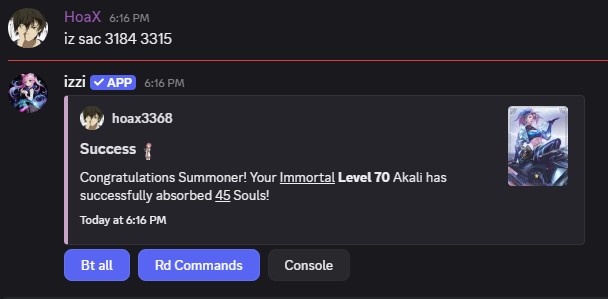 HoaX 6:16 PM
iz sac 3184 3315
izzi ✓ APP 6:16 PM
hoax3368
Success
Congratulations Summoner! Your Immortal Level 70 Akali has
successfully absorbed 45 Souls!
Today at 6:16 PM
Bt all Rd Commands Console